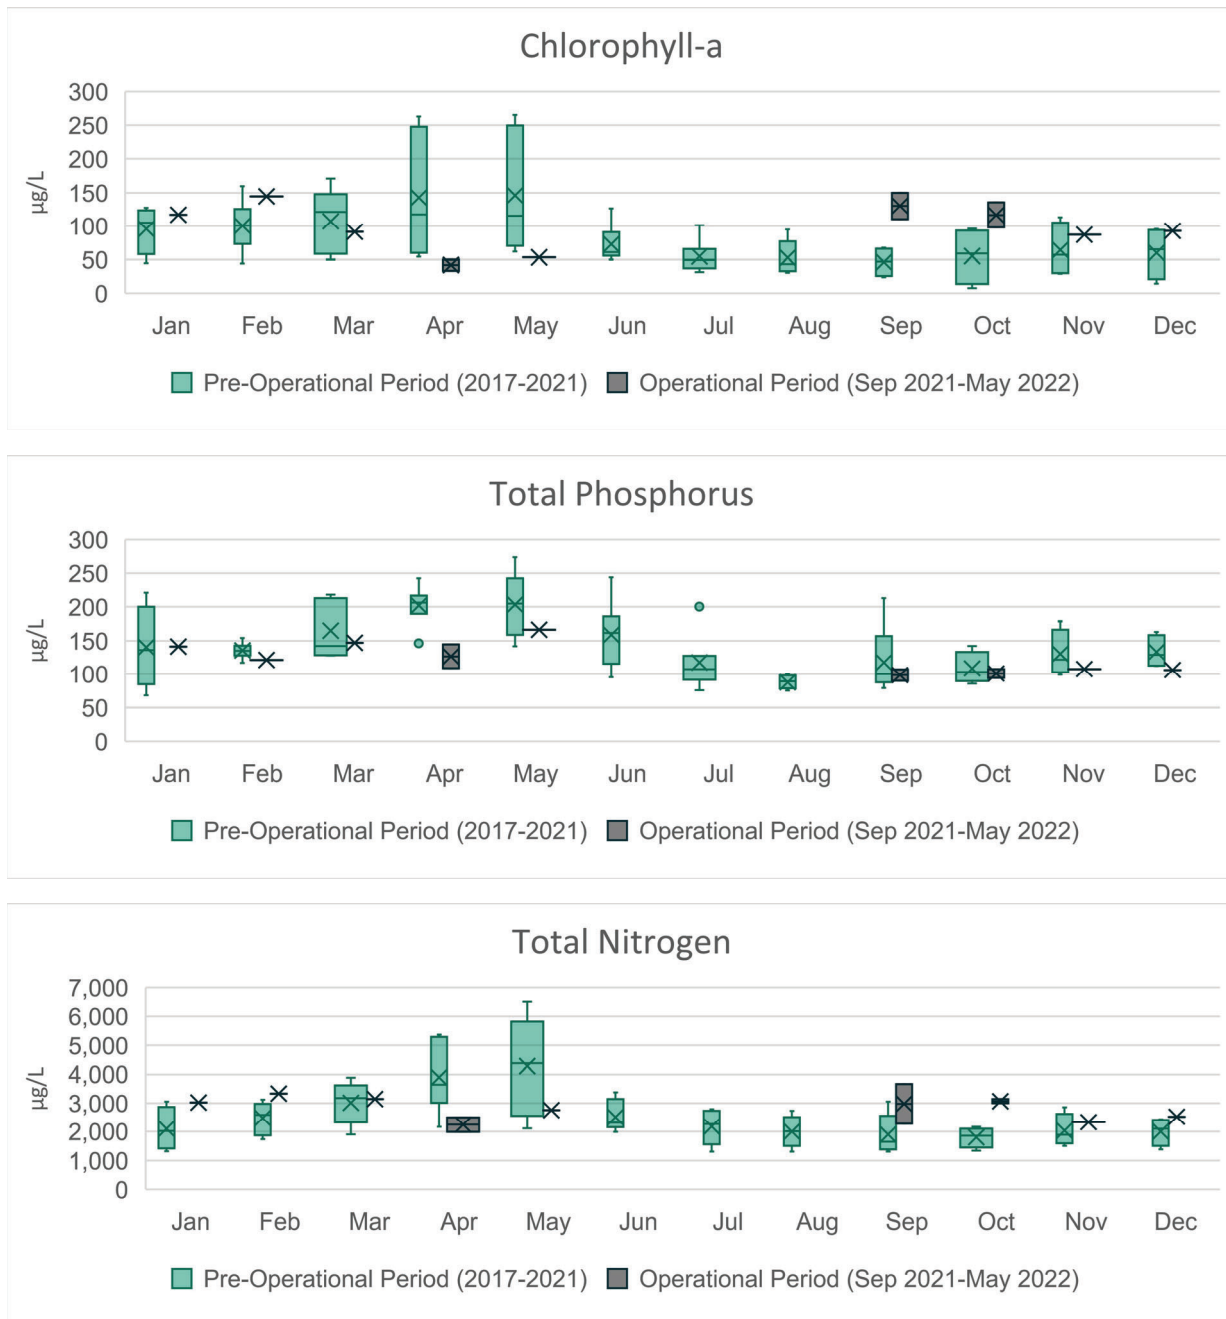 Chlorophyll-a
300
250
200
150
100
50
0
µg/L
Jan Feb Mar Apr May Jun Jul Aug Sep Oct Nov Dec
Pre-Operational Period (2017-2021) Operational Period (Sep 2021-May 2022)
Total Phosphorus
300
250
200
150
100
50
0
µg/L
Jan Feb Mar Apr May Jun Jul Aug Sep Oct Nov Dec
Pre-Operational Period (2017-2021) Operational Period (Sep 2021-May 2022)
Total Nitrogen
7,000
6,000
5,000
4,000
3,000
2,000
1,000
0
µg/L
Jan Feb Mar Apr May Jun Jul Aug Sep Oct Nov Dec
Pre-Operational Period (2017-2021) Operational Period (Sep 2021-May 2022)